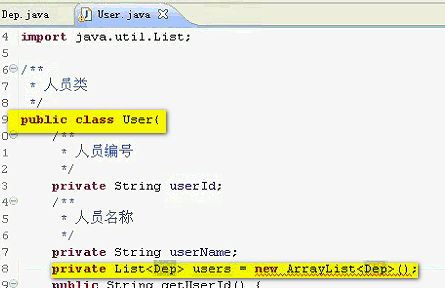 Dep.java User.java
4 import java.util.List;
5
6 /**
7 * 人员类
8 */
9 public class User{
0 /**
1 * 人员编号
2 */
3 private String userId;
4 /**
5 * 人员名称
6 */
7 private String userName;
8 private List<Dep> users = new ArrayList<Dep>();
9 public String getUserId() {